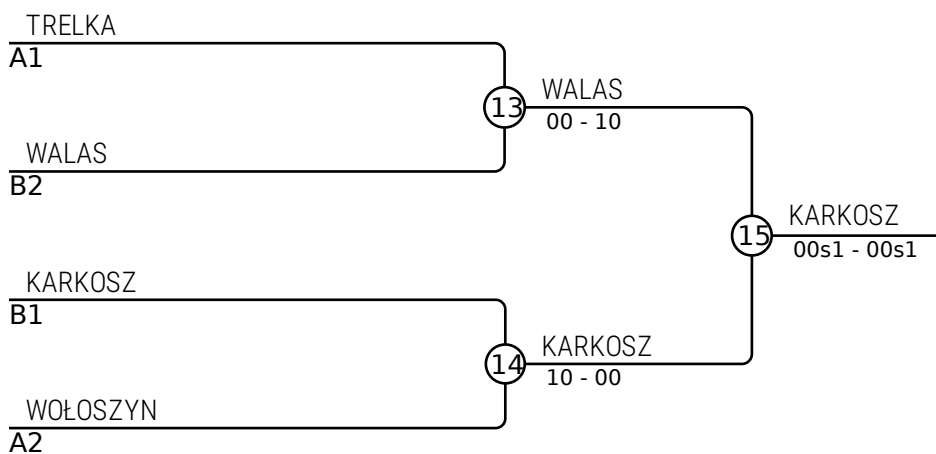 TRELKA
A1
13
WALAS
00 - 10
WALAS
B2
15
KARKOSZ
00s1 - 00s1
KARKOSZ
B1
14
KARKOSZ
10 - 00
WOŁOSZYN
A2